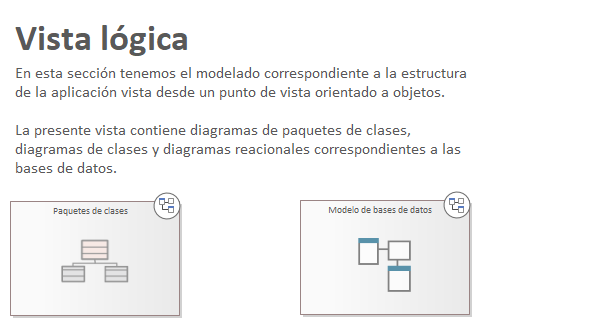 Vista lógica
En esta sección tenemos el modelado correspondiente a la estructura
de la aplicación vista desde un punto de vista orientado a objetos.
La presente vista contiene diagramas de paquetes de clases,
diagramas de clases y diagramas reacionales correspondientes a las
bases de datos.
Paquetes de clases
Modelo de bases de datos